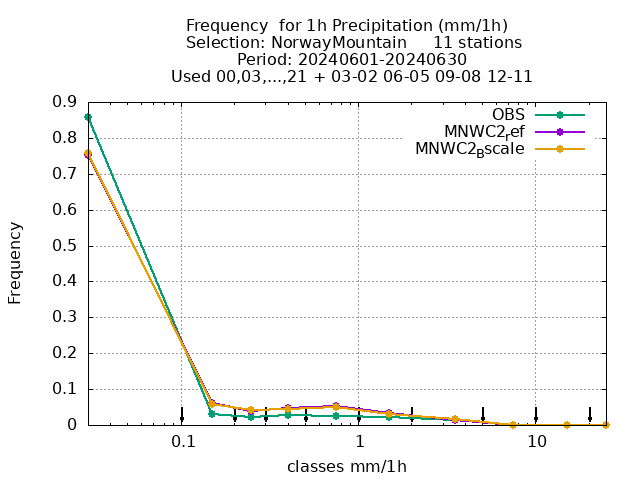 Frequency  for 1h Precipitation (mm/1h)
Selection: NorwayMountain     11 stations
Period: 20240601-20240630
Used 00,03,...,21 + 03-02 06-05 09-08 12-11
OBS
MNWC2ref
MNWC2Bscale
Frequency
0.9
0.8
0.7
0.6
0.5
0.4
0.3
0.2
0.1
0
0.1 1 10
classes mm/1h